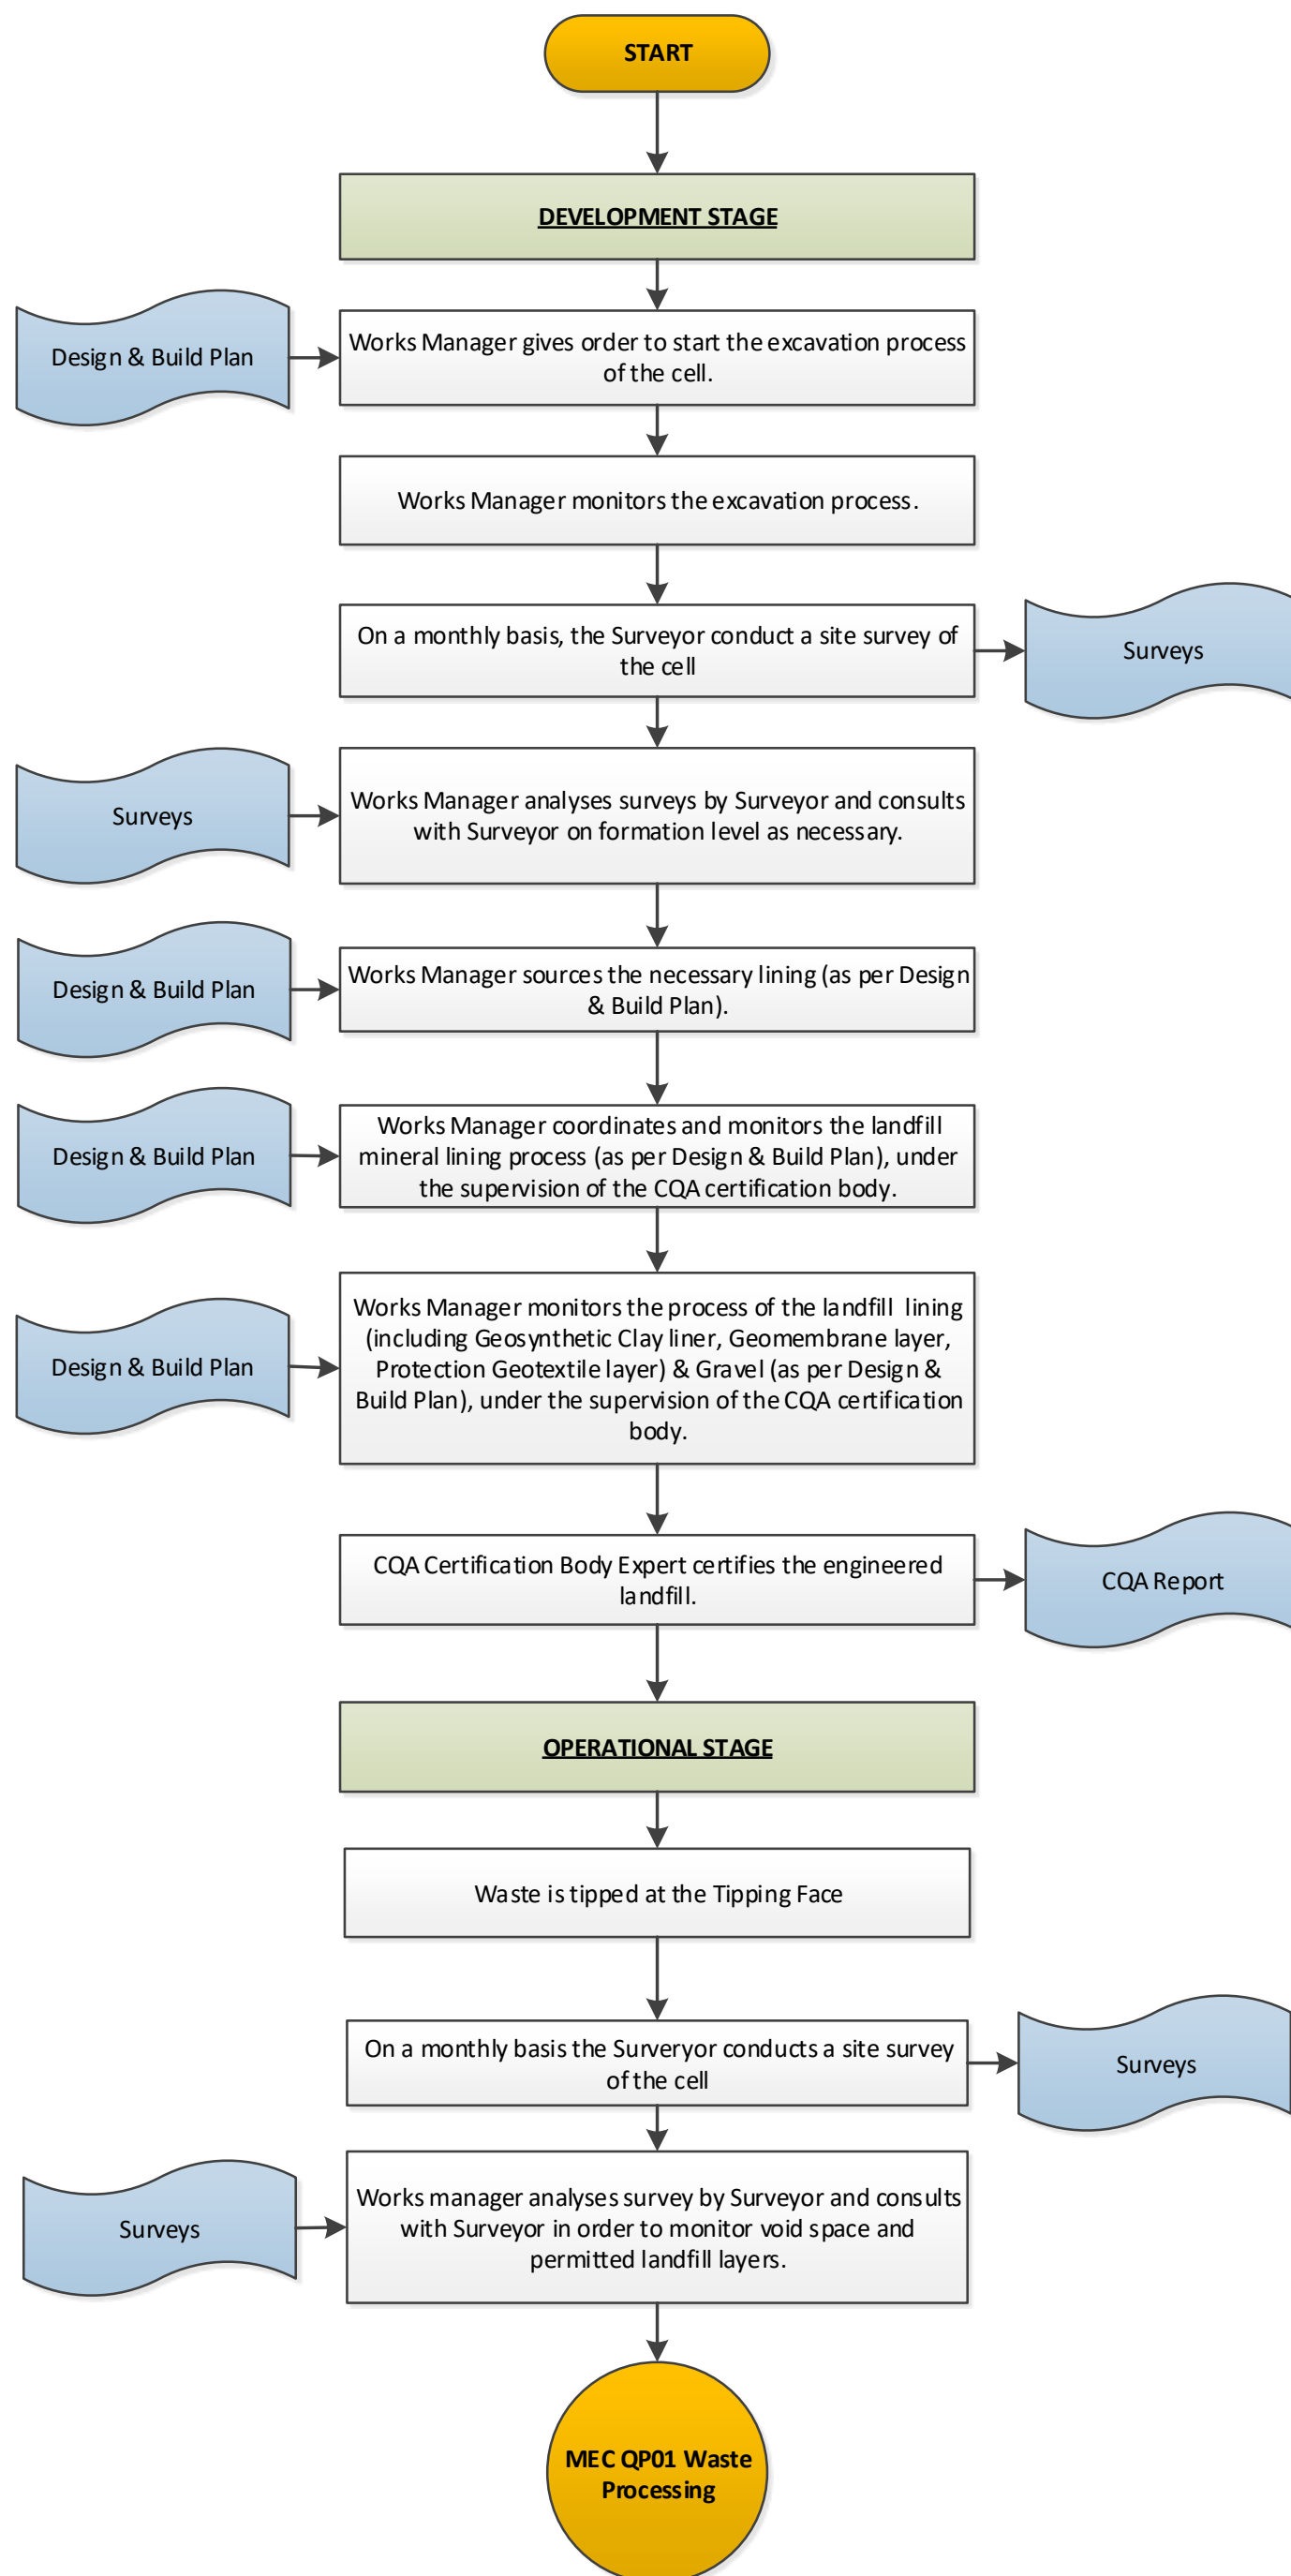 START
DEVELOPMENT STAGE
Design & Build Plan
Works Manager gives order to start the excavation process
of the cell.
Works Manager monitors the excavation process.
On a monthly basis, the Surveyor conduct a site survey of
the cell
Surveys
Surveys
Works Manager analyses surveys by Surveyor and consults
with Surveyor on formation level as necessary.
Design & Build Plan
Works Manager sources the necessary lining (as per Design
& Build Plan).
Design & Build Plan
Works Manager coordinates and monitors the landfill
mineral lining process (as per Design & Build Plan), under
the supervision of the CQA certification body.
Design & Build Plan
Works Manager monitors the process of the landfill lining
(including Geosynthetic Clay liner, Geomembrane layer,
Protection Geotextile layer) & Gravel (as per Design &
Build Plan), under the supervision of the CQA certification
body.
CQA Certification Body Expert certifies the engineered
landfill.
CQA Report
OPERATIONAL STAGE
Waste is tipped at the Tipping Face
On a monthly basis the Surveryor conducts a site survey
of the cell
Surveys
Surveys
Works manager analyses survey by Surveyor and consults
with Surveyor in order to monitor void space and
permitted landfill layers.
MEC QP01 Waste
Processing